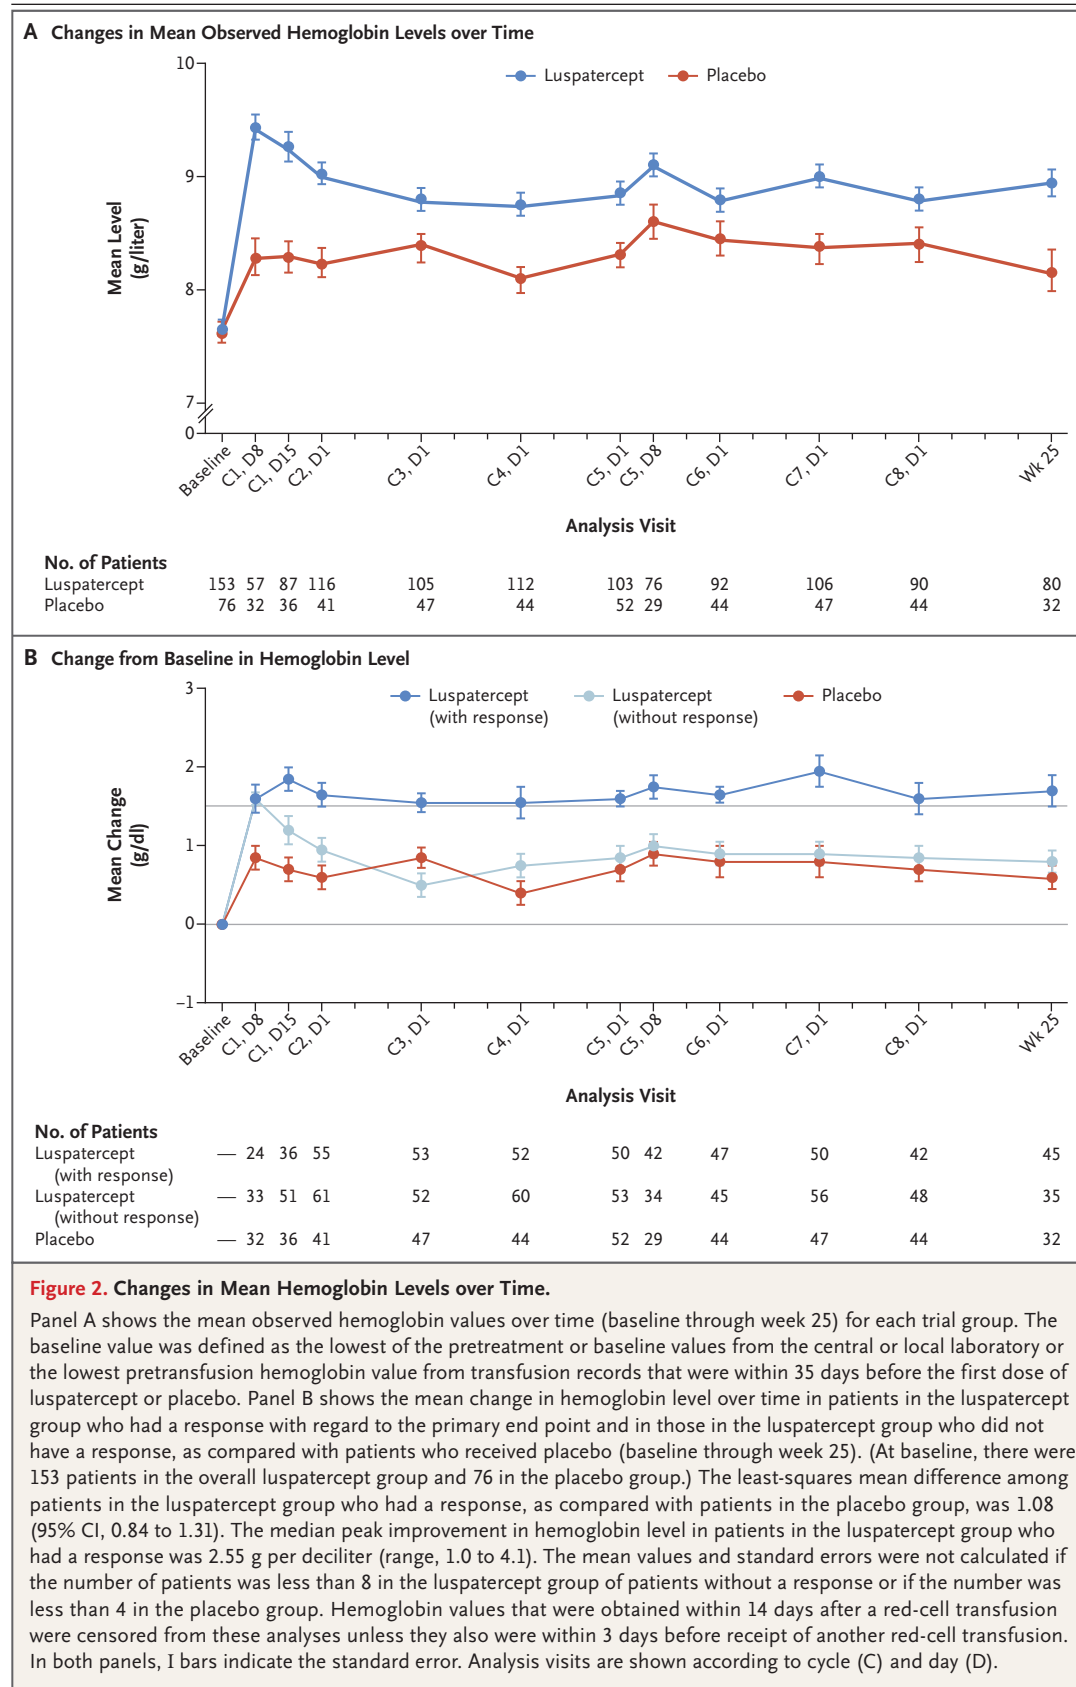 A Changes in Mean Observed Hemoglobin Levels over Time
Luspatercept Placebo
Mean Level
(g/liter)
10
9
8
7
0
Baseline C1, D8 C1, D15 C2, D1 C3, D1 C4, D1 C5, D1 C5, D8 C6, D1 C7, D1 C8, D1 Wk 25
Analysis Visit
No. of Patients
Luspatercept 153 57 87 116 105 112 103 76 92 106 90 80
Placebo 76 32 36 41 47 44 52 29 44 47 44 32
B Change from Baseline in Hemoglobin Level
Luspatercept (with response) Luspatercept (without response) Placebo
Mean Change
(g/dl)
3
2
1
0
–1
Baseline C1, D8 C1, D15 C2, D1 C3, D1 C4, D1 C5, D1 C5, D8 C6, D1 C7, D1 C8, D1 Wk 25
Analysis Visit
No. of Patients
Luspatercept (with response) — 24 36 55 53 52 50 42 47 50 42 45
Luspatercept (without response) — 33 51 61 52 60 53 34 45 56 48 35
Placebo — 32 36 41 47 44 52 29 44 47 44 32
Figure 2. Changes in Mean Hemoglobin Levels over Time.
Panel A shows the mean observed hemoglobin values over time (baseline through week 25) for each trial group. The
baseline value was defined as the lowest of the pretreatment or baseline values from the central or local laboratory or
the lowest pretransfusion hemoglobin value from transfusion records that were within 35 days before the first dose of
luspatercept or placebo. Panel B shows the mean change in hemoglobin level over time in patients in the luspatercept
group who had a response with regard to the primary end point and in those in the luspatercept group who did not
have a response, as compared with patients who received placebo (baseline through week 25). (At baseline, there were
153 patients in the overall luspatercept group and 76 in the placebo group.) The least-squares mean difference among
patients in the luspatercept group who had a response, as compared with patients in the placebo group, was 1.08
(95% CI, 0.84 to 1.31). The median peak improvement in hemoglobin level in patients in the luspatercept group who
had a response was 2.55 g per deciliter (range, 1.0 to 4.1). The mean values and standard errors were not calculated if
the number of patients was less than 8 in the luspatercept group of patients without a response or if the number was
less than 4 in the placebo group. Hemoglobin values that were obtained within 14 days after a red-cell transfusion
were censored from these analyses unless they also were within 3 days before receipt of another red-cell transfusion.
In both panels, I bars indicate the standard error. Analysis visits are shown according to cycle (C) and day (D).